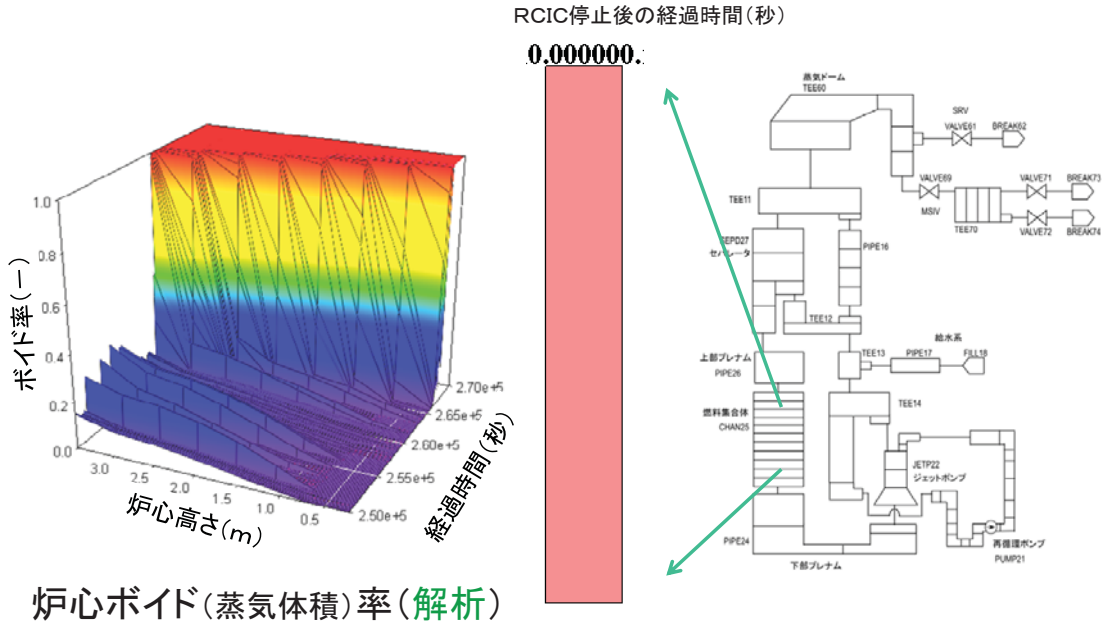 RCIC停止後の経過時間(秒)
0.000000.
ボイド率(ー)
1.0
0.8
0.6
0.4
0.2
0.0
3.0
2.5
2.0
1.5
1.0
0.5
炉心高さ(m)
2.70e+5
2.65e+5
2.60e+5
2.55e+5
2.50e+5
経過時間(秒)
炉心ボイド(蒸気体積)率(解析)
蒸気ドーム
TEE60
SRV
VALVE61
BREAK62
VALVE69
MSIV
TEE70
VALVE71
BREAK73
VALVE72
BREAK74
TEE11
SEPD27
セパレータ
PIPE16
TEE12
上部プレナム
PIPE26
TEE13
PIPE17
給水系
FILL18
燃料集合体
CHAN25
TEE14
JETP22
ジェットポンプ
PIPE24
下部プレナム
再循環ポンプ
PUMP21